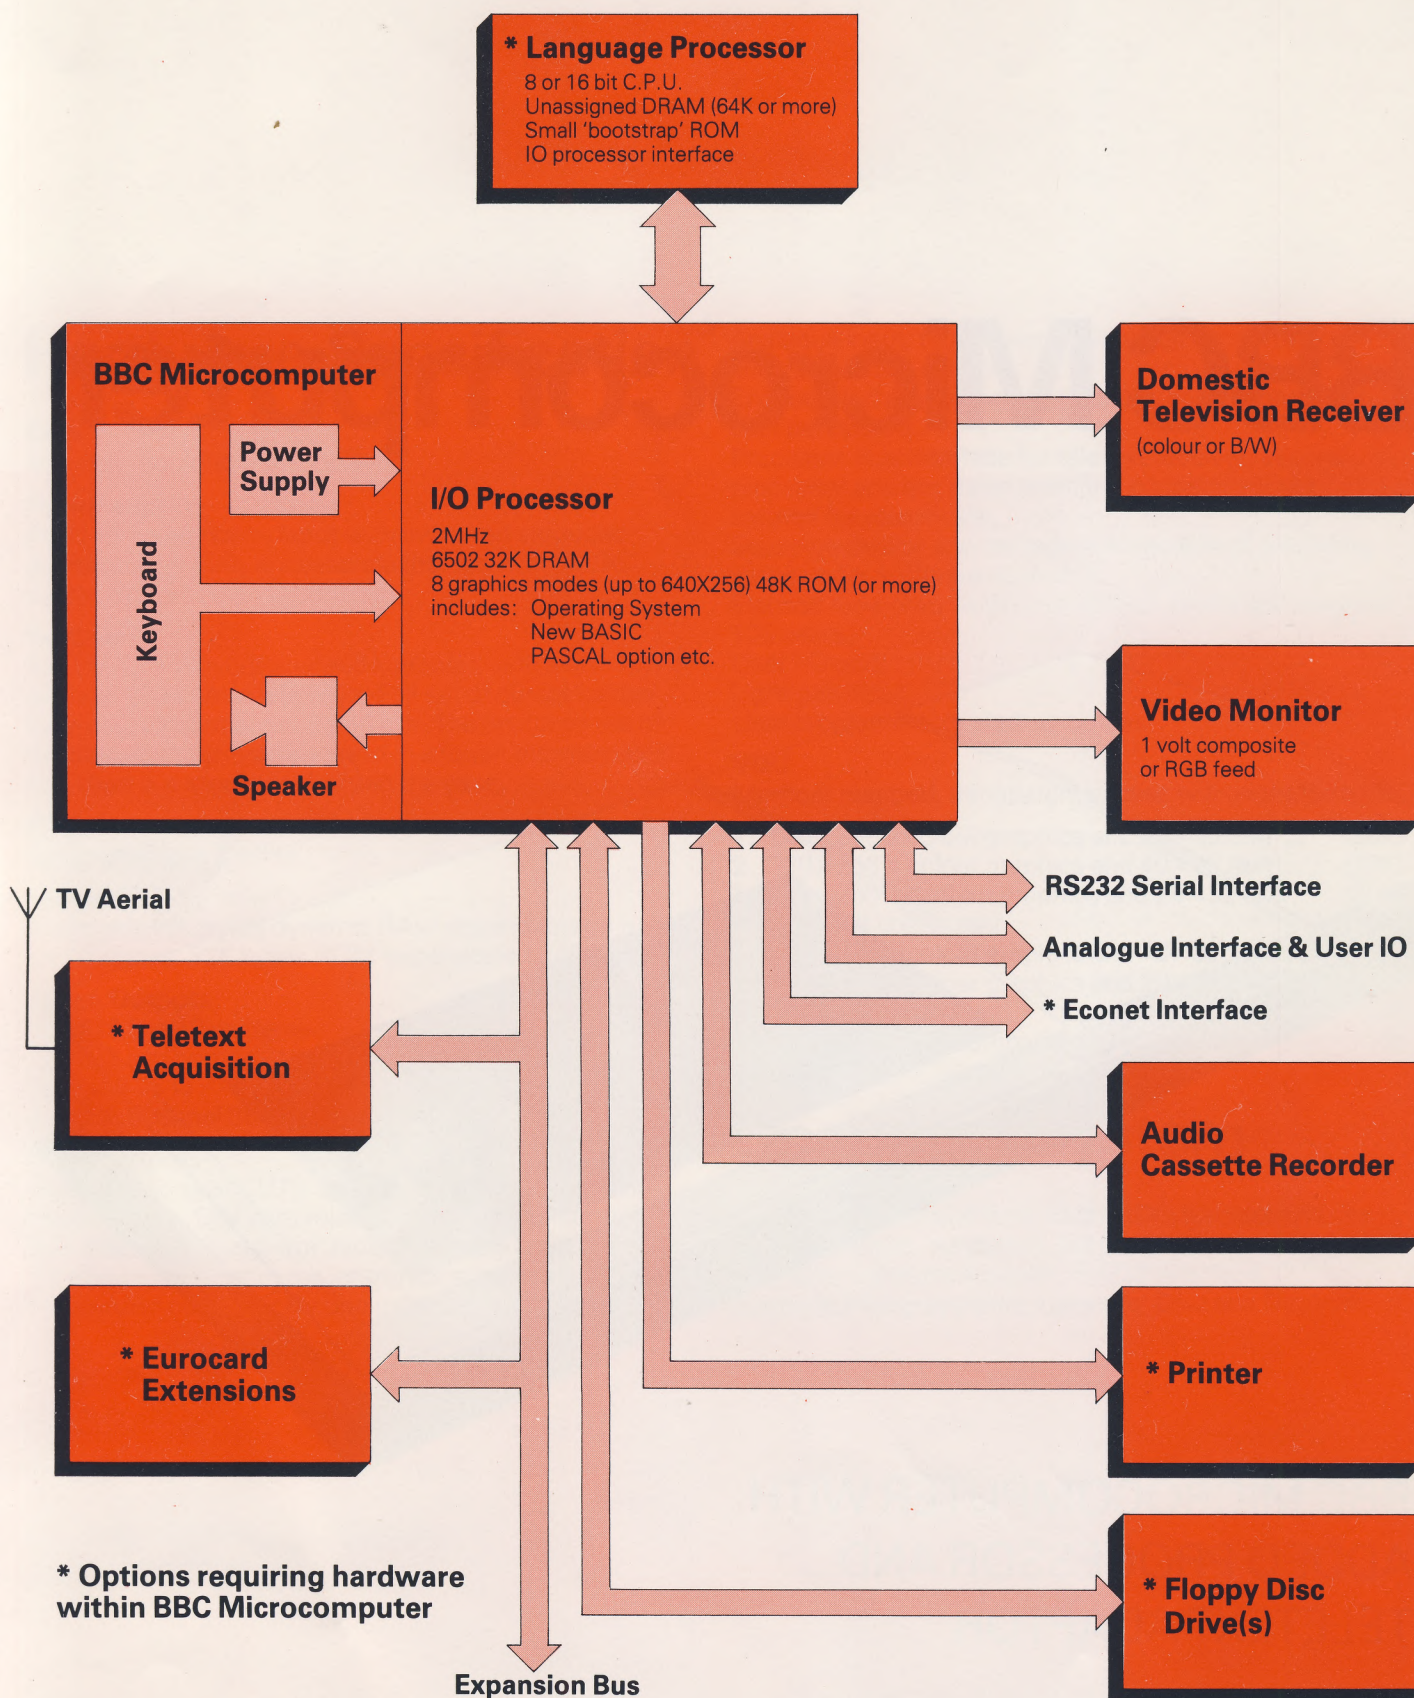 * Language Processor
8 or 16 bit C.P.U.
Unassigned DRAM (64K or more)
Small 'bootstrap' ROM
IO processor interface
BBC Microcomputer
Power
Supply
Keyboard
Speaker
I/O Processor
2MHz
6502 32K DRAM
8 graphics modes (up to 640X256) 48K ROM (or more)
includes: Operating System
New BASIC
PASCAL option etc.
Domestic
Television Receiver
(colour or B/W)
Video Monitor
1 volt composite
or RGB feed
RS232 Serial Interface
Analogue Interface & User IO
* Econet Interface
TV Aerial
* Teletext
Acquisition
Audio
Cassette Recorder
* Eurocard
Extensions
* Printer
* Floppy Disc
Drive(s)
* Options requiring hardware
within BBC Microcomputer
Expansion Bus